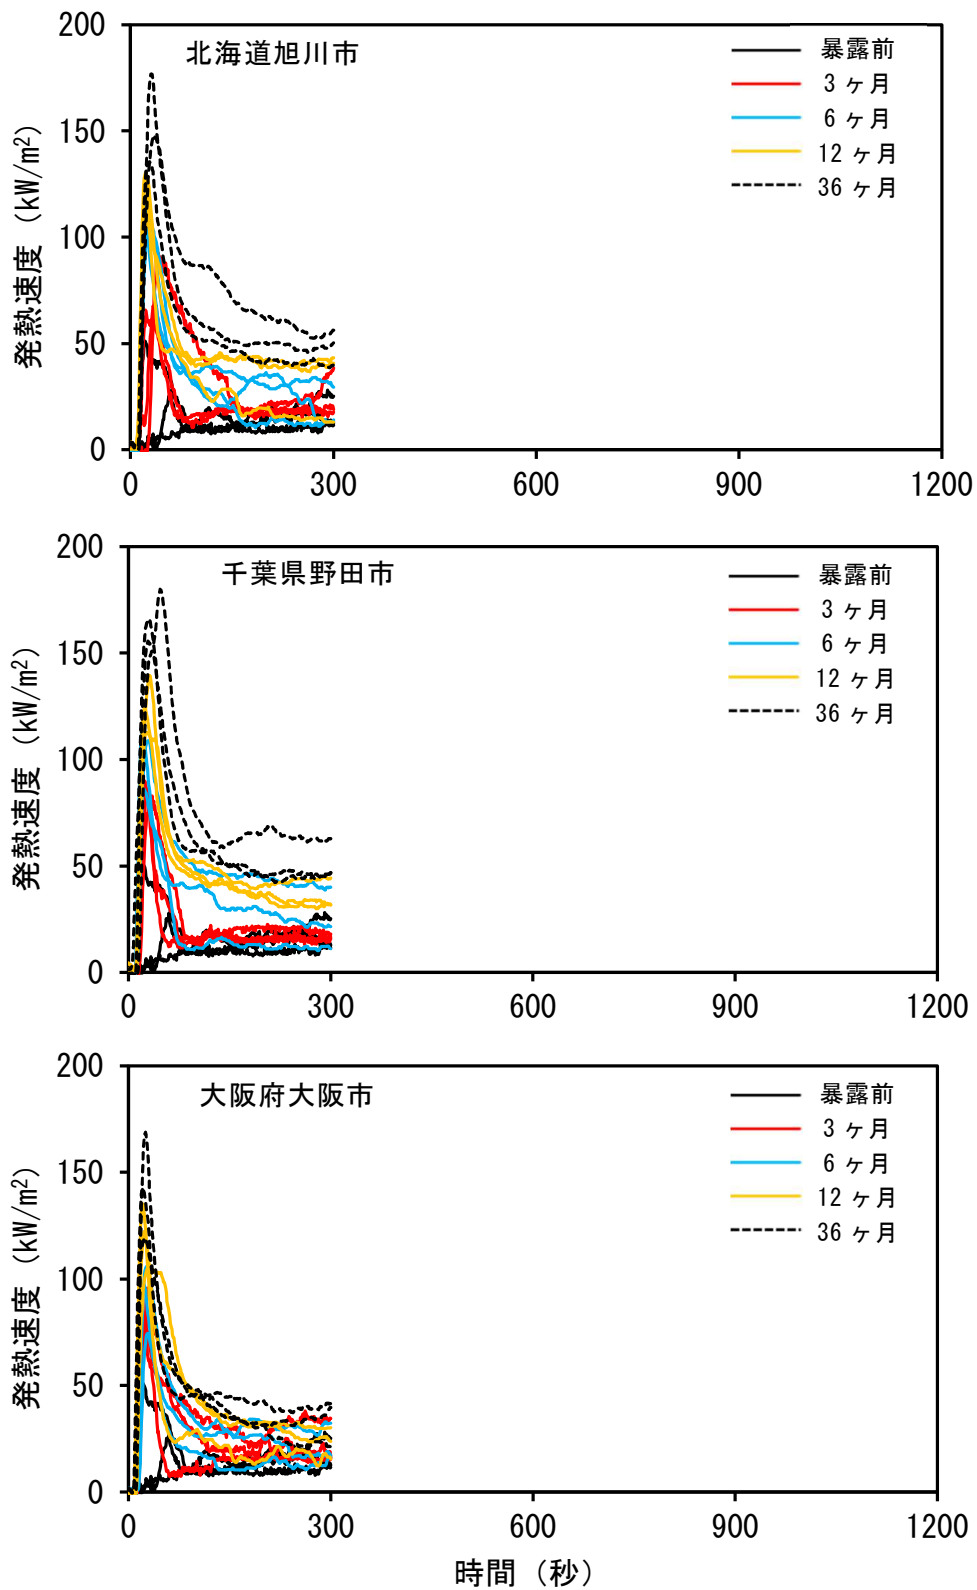 200
北海道旭川市
暴露前
3 ヶ月
6 ヶ月
12 ヶ月
36 ヶ月
150
100
50
0
発熱速度 (kW/m²)
0 300 600 900 1200
200
千葉県野田市
暴露前
3 ヶ月
6 ヶ月
12 ヶ月
36 ヶ月
150
100
50
0
発熱速度 (kW/m²)
0 300 600 900 1200
200
大阪府大阪市
暴露前
3 ヶ月
6 ヶ月
12 ヶ月
36 ヶ月
150
100
50
0
発熱速度 (kW/m²)
0 300 600 900 1200
時間 (秒)